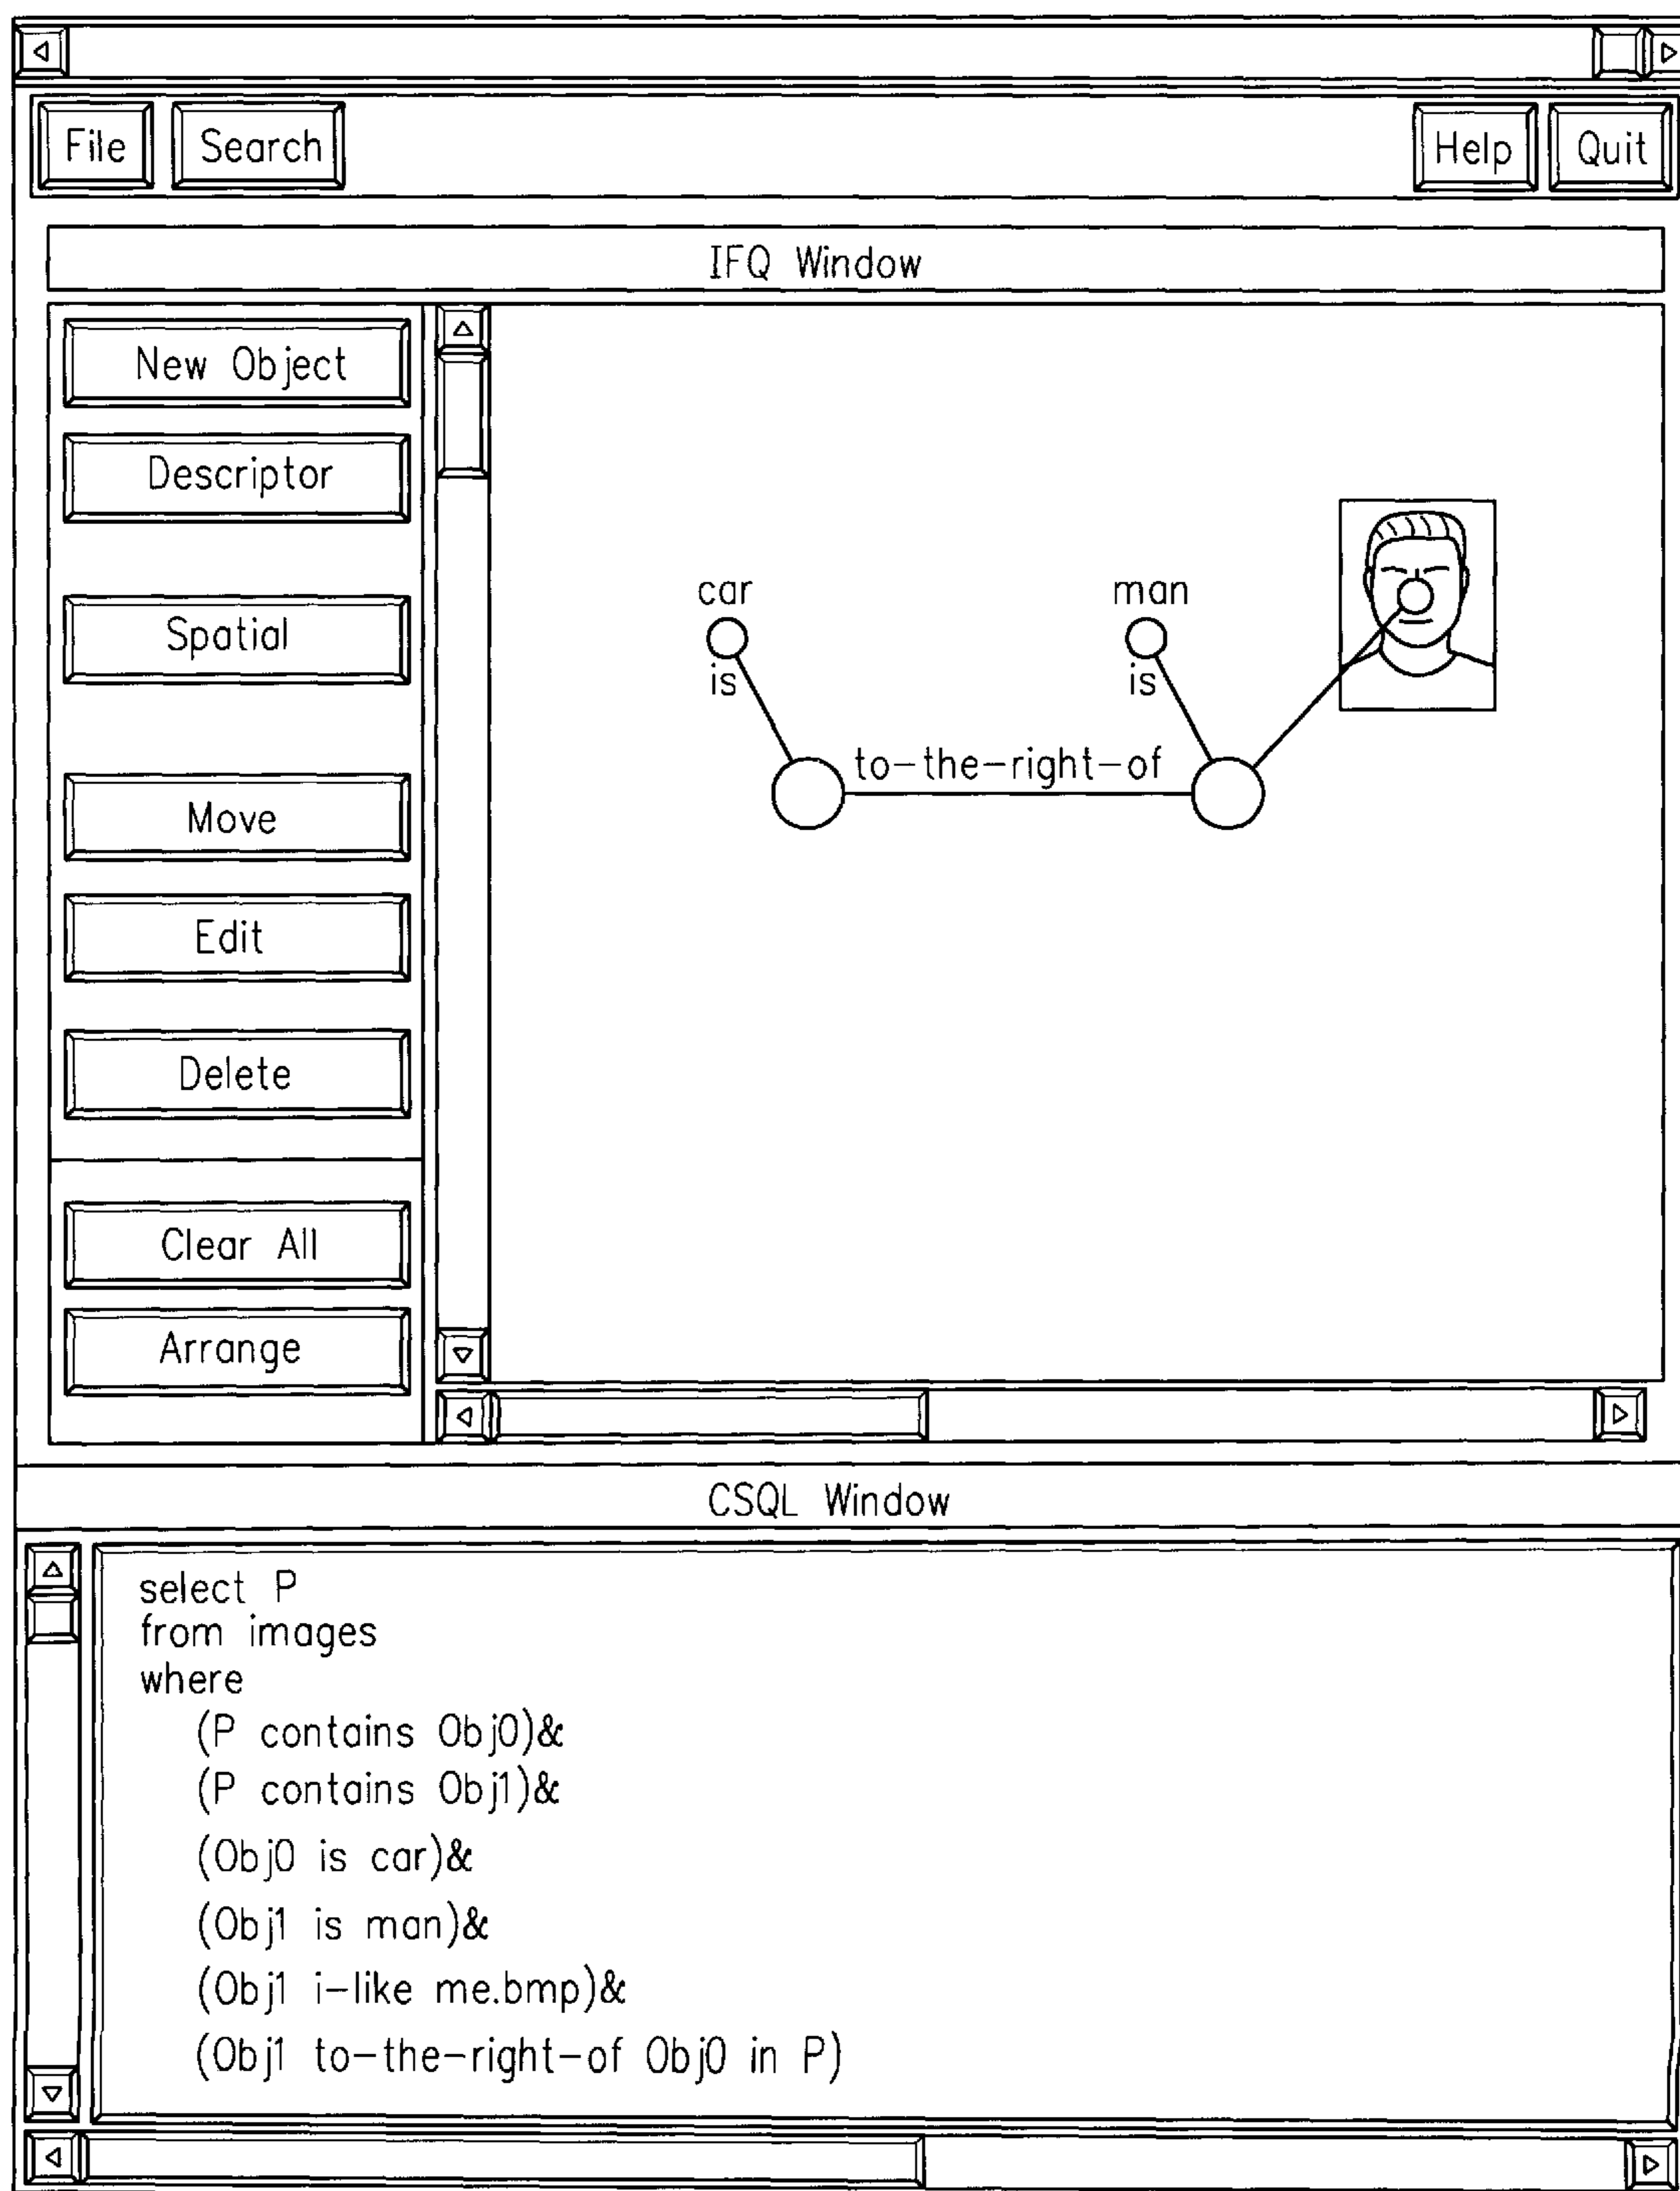 File Search Help Quit
IFQ Window
New Object
Descriptor
Spatial
Move
Edit
Delete
Clear All
Arrange
car man
is is
to-the-right-of
CSQL Window
select P
from images
where
(P contains Obj0)&
(P contains Obj1)&
(Obj0 is car)&
(Obj1 is man)&
(Obj1 i-like me.bmp)&
(Obj1 to-the-right-of Obj0 in P)